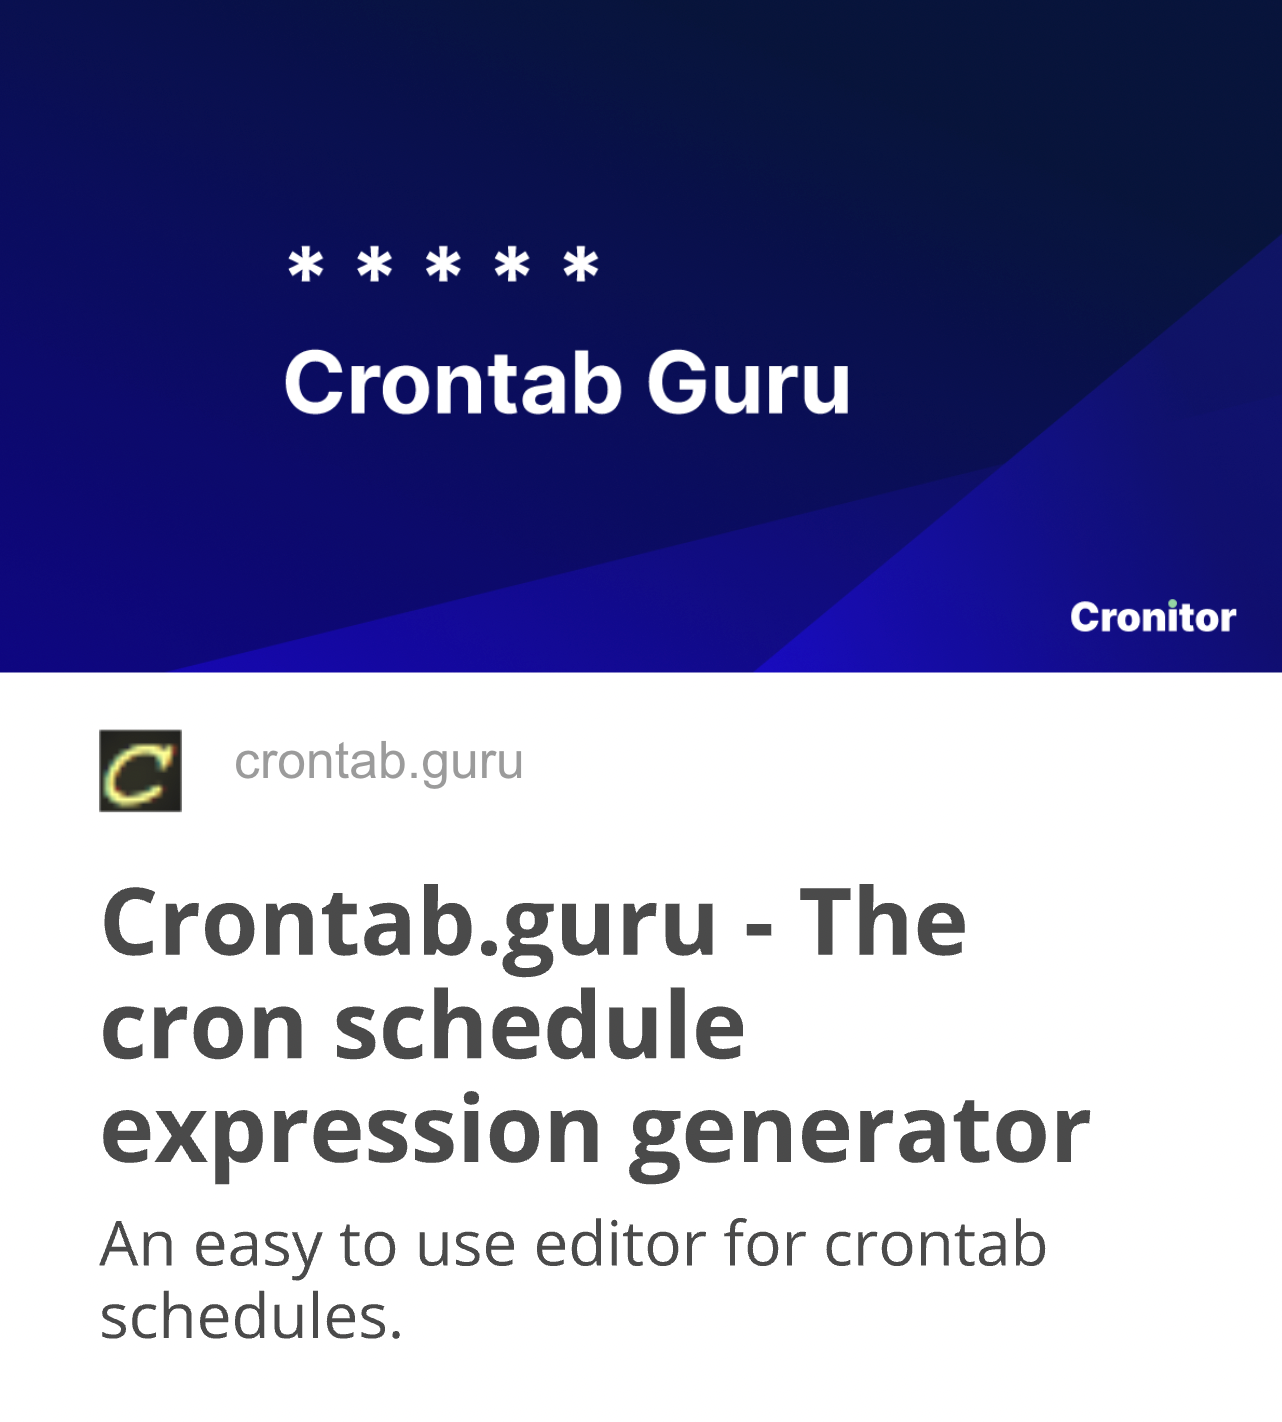 * * * * *
Crontab Guru
Cronitor
C
crontab.guru
Crontab.guru - The
cron schedule
expression generator
An easy to use editor for crontab
schedules.